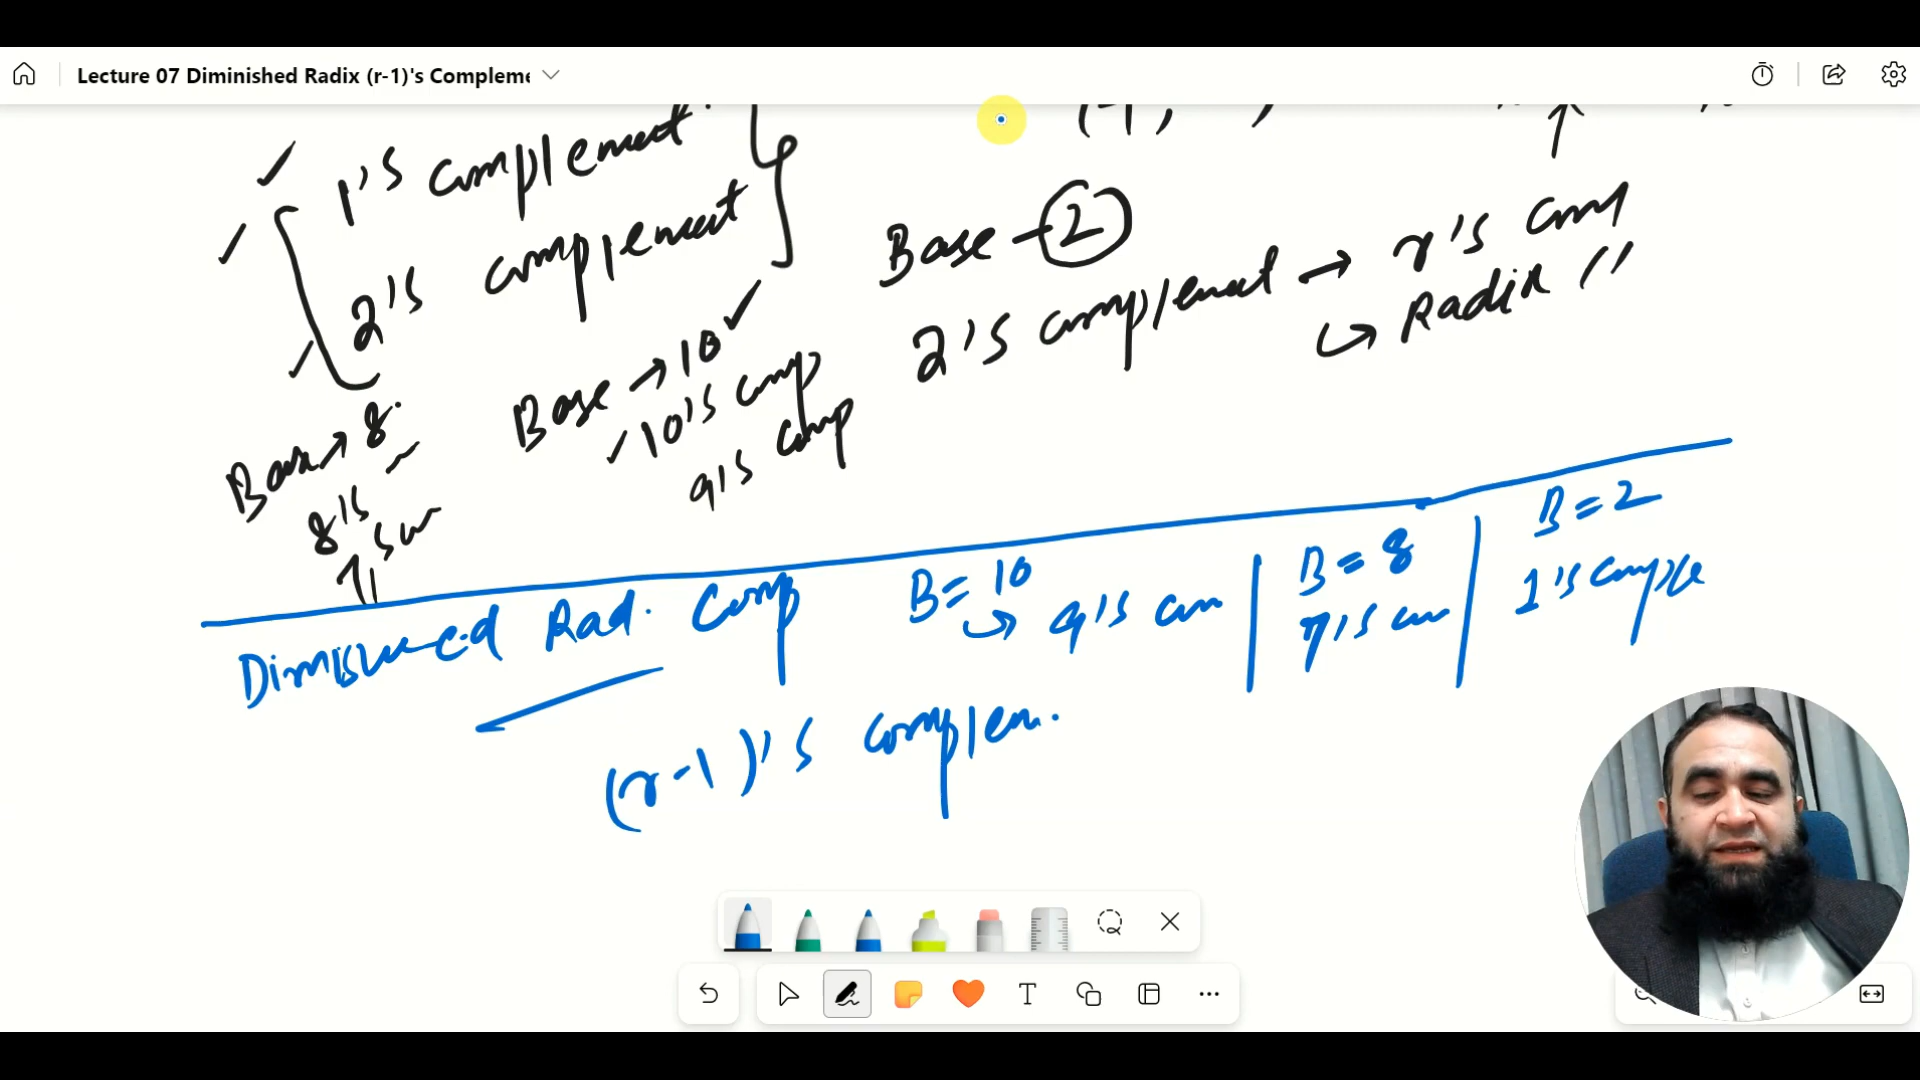 Lecture 07 Diminished Radix (r-1)'s Compleme
1's complement
2's complement
Base - 2
2's complement → r's comp
↪ Radix "
Base → 10 ✓
✓ 10's comp
9's comp
Base → 8
8's
7's
Diminished Rad. Comp
B = 10
↪ 9's com
B = 8
7's com
B = 2
1's comple
(r-1)'s complem.
T